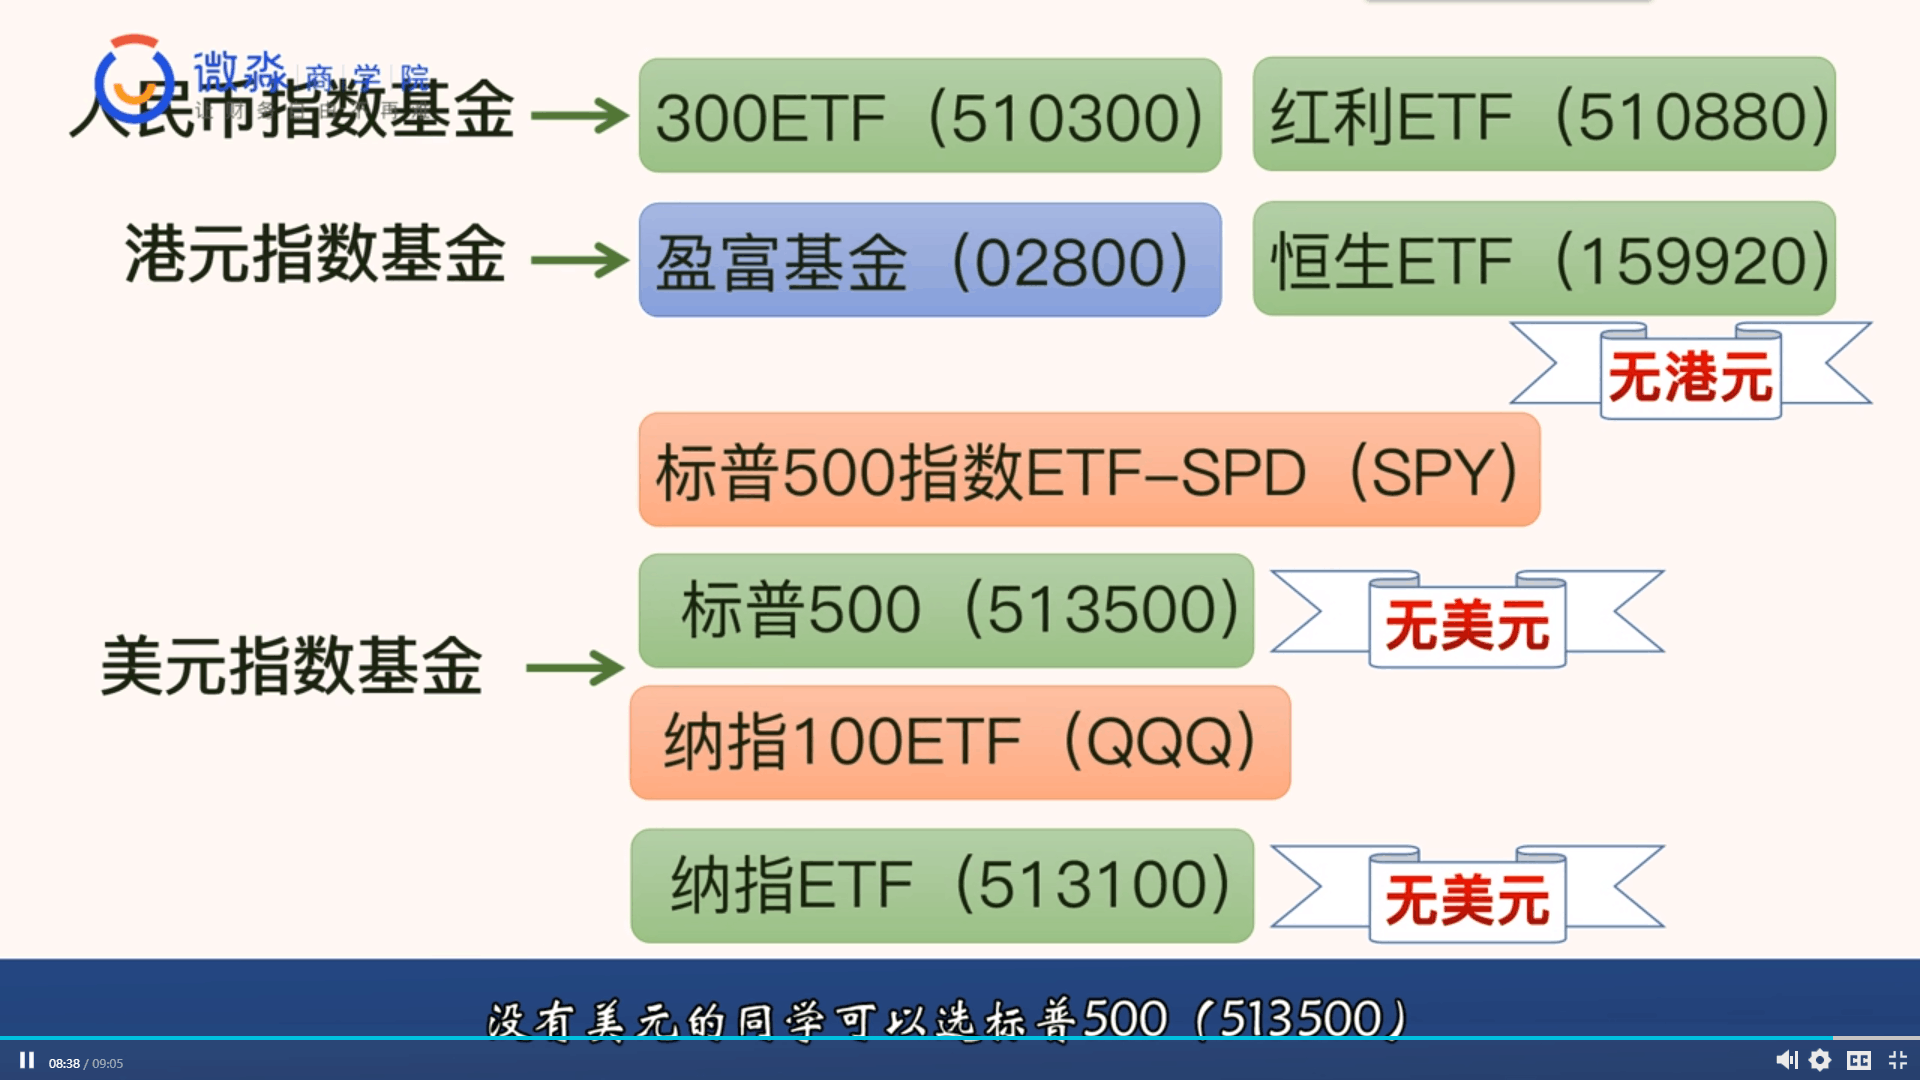 微淼商学院
人民币指数基金
300ETF（510300）
红利ETF（510880）
港元指数基金
盈富基金（02800）
恒生ETF（159920）
无港元
标普500指数ETF-SPD（SPY）
美元指数基金
标普500（513500）
无美元
纳指100ETF（QQQ）
纳指ETF（513100）
无美元
没有美元的同学可以选标普500（513500）
08:38 / 09:05
CC